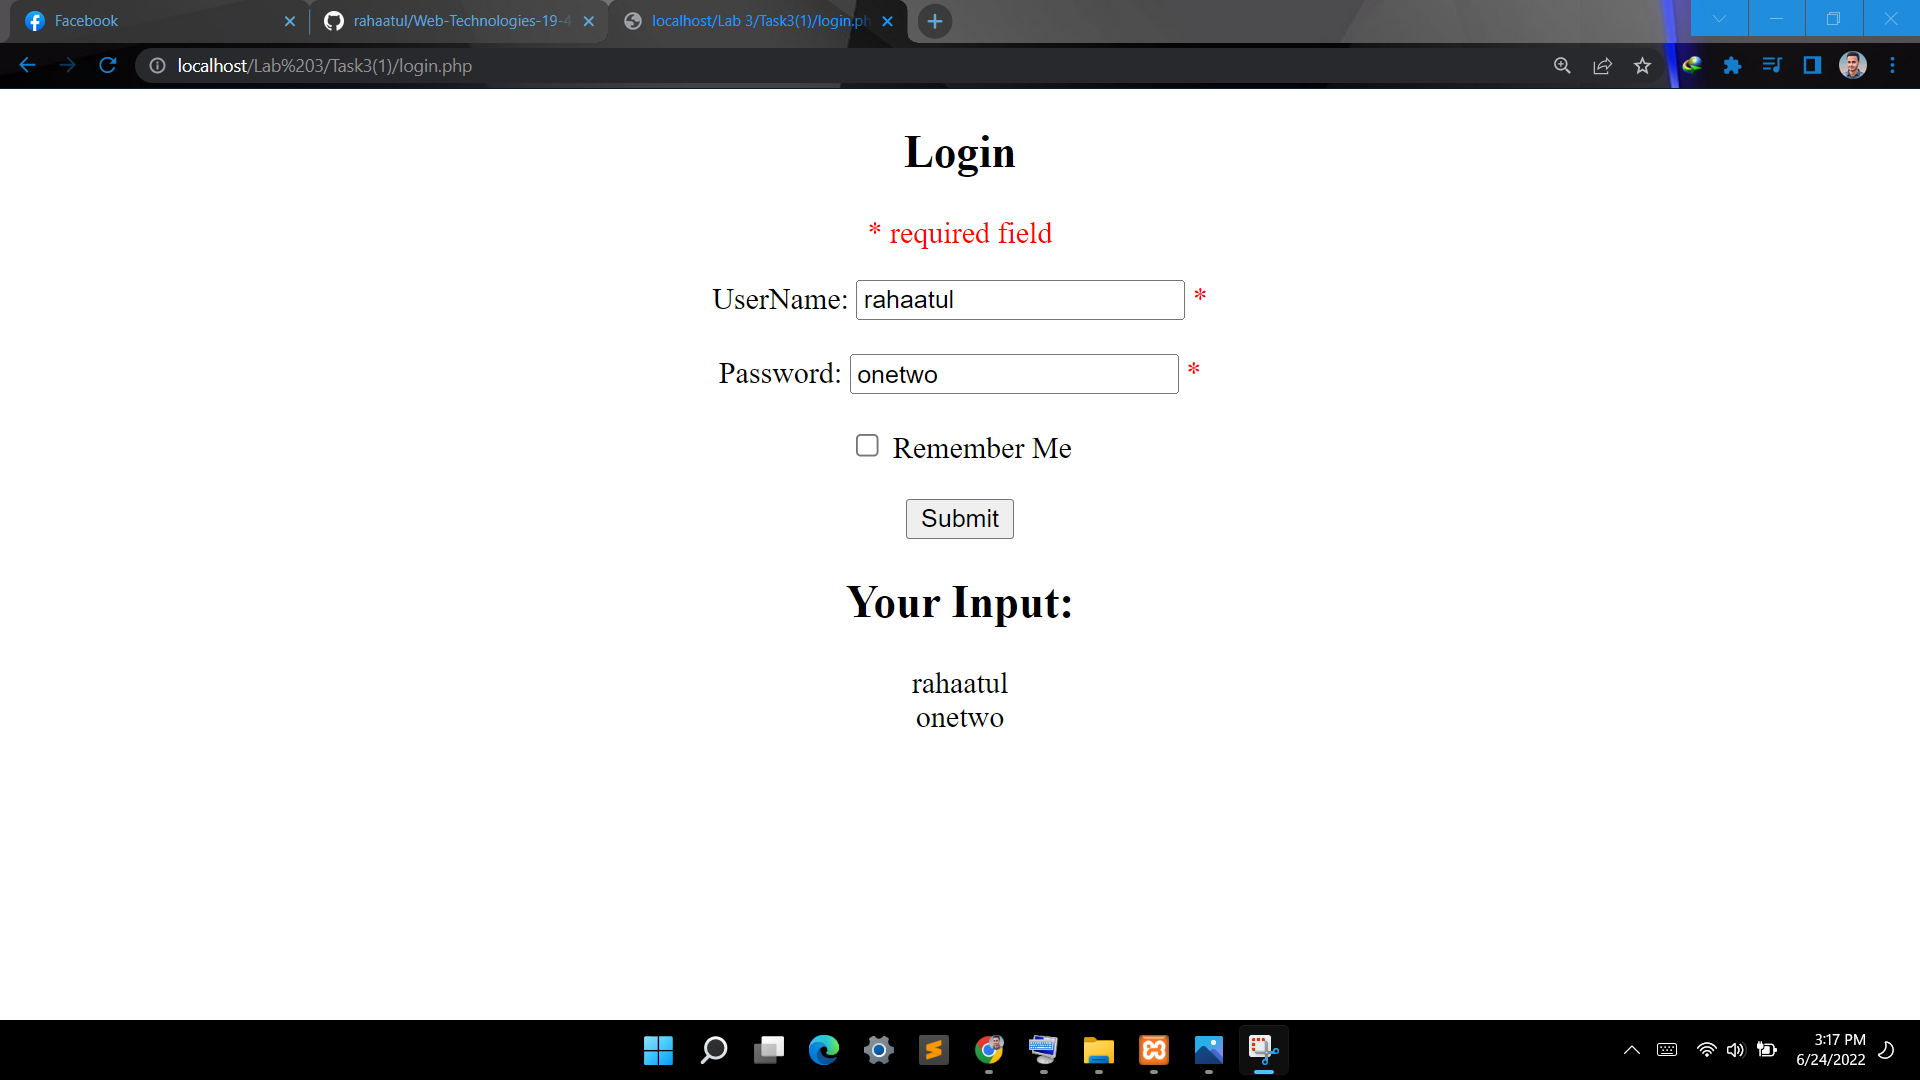 Facebook
rahaatul/Web-Technologies-19-4
localhost/Lab 3/Task3(1)/login.ph
localhost/Lab%203/Task3(1)/login.php
Login
* required field
UserName: rahaatul *
Password: onetwo *
Remember Me
Submit
Your Input:
rahaatul
onetwo
3:17 PM
6/24/2022